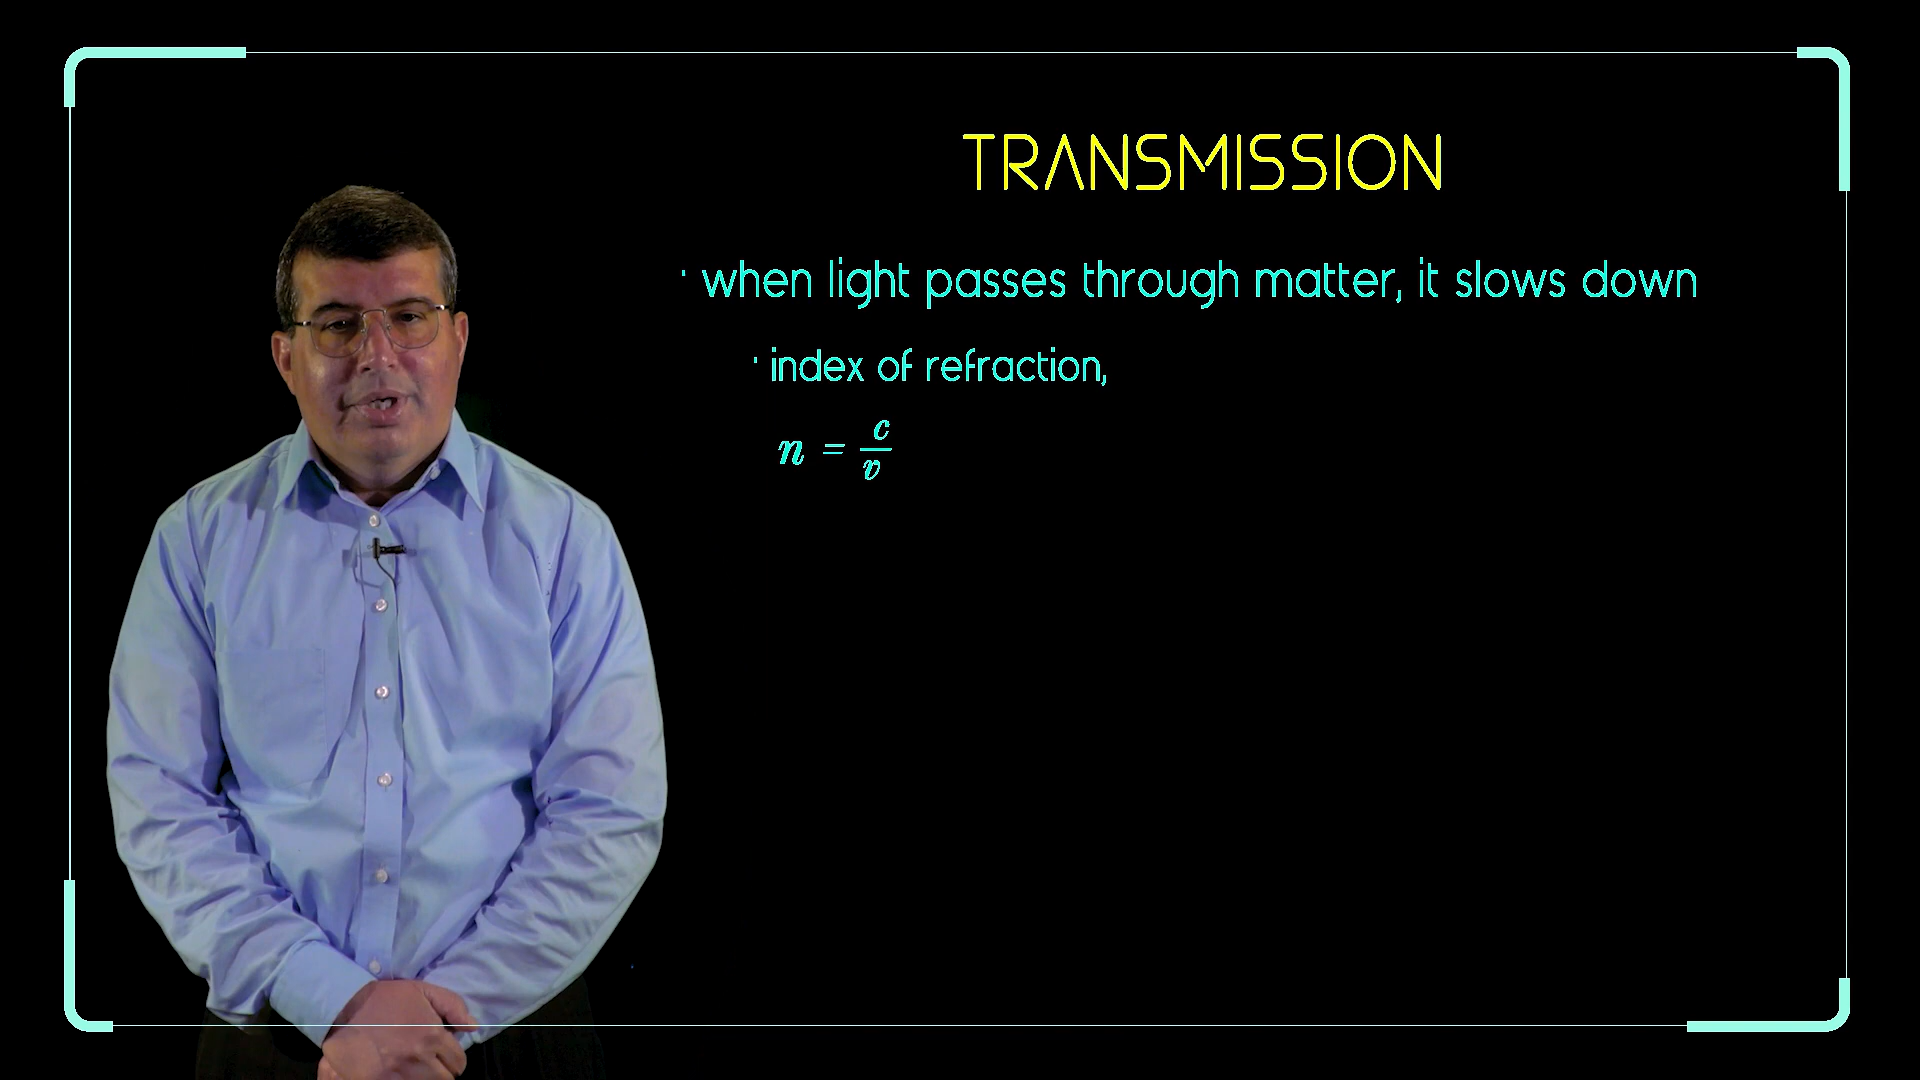 TRANSMISSION
· when light passes through matter, it slows down
· index of refraction,
n = c/v